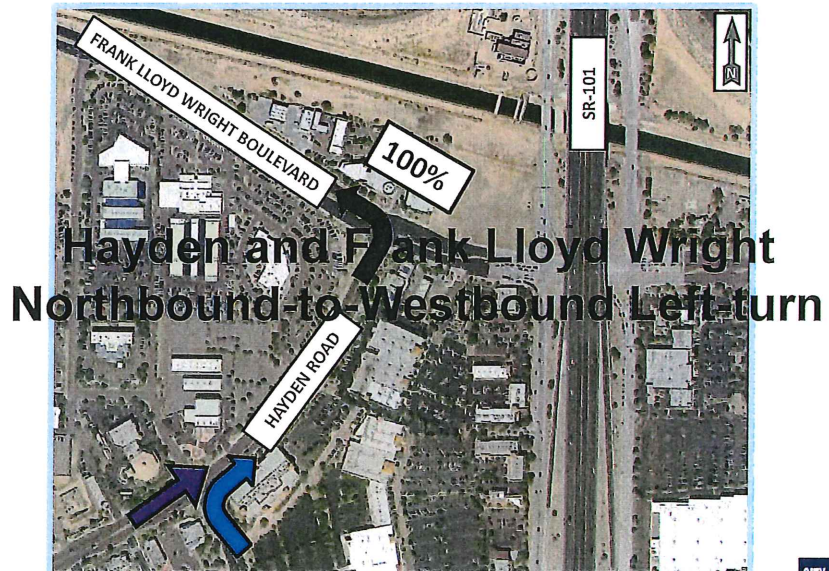 FRANK LLOYD WRIGHT BOULEVARD
SR-101
N
100%
Hayden and Frank Lloyd Wright
Northbound-to-Westbound Left-turn
HAYDEN ROAD
CITY